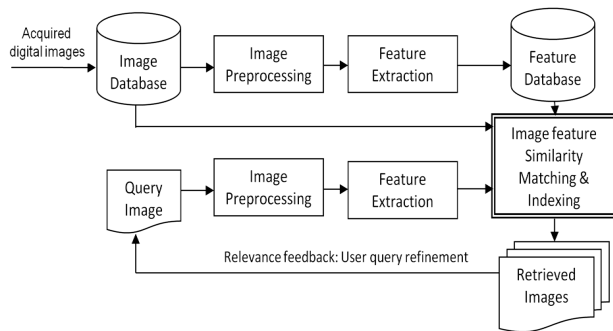 Acquired
digital images
Image
Database
Image
Preprocessing
Feature
Extraction
Feature
Database
Image feature
Similarity
Matching &
Indexing
Query
Image
Image
Preprocessing
Feature
Extraction
Relevance feedback: User query refinement
Retrieved
Images